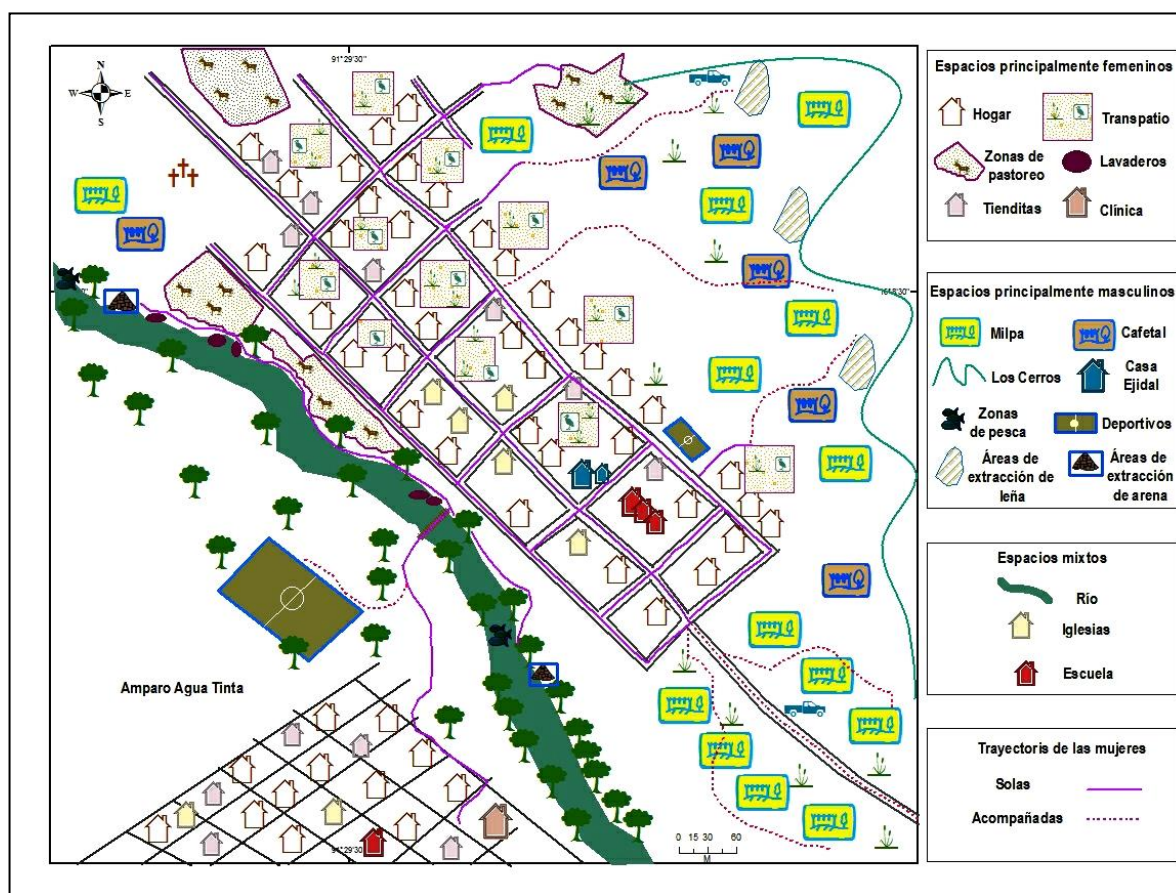 91°29'30"
N
W E
S
Amparo Agua Tinta
91°29'30"
0 15 30 60
M
Espacios principalmente femeninos
Hogar
Transpatio
Zonas de
pastoreo
Lavaderos
Tienditas
Clínica
Espacios principalmente masculinos
Milpa
Cafetal
Los Cerros
Casa
Ejidal
Zonas
de pesca
Deportivos
Áreas de
extracción de
leña
Áreas de
extracción
de arena
Espacios mixtos
Río
Iglesias
Escuela
Trayectoris de las mujeres
Solas
Acompañadas